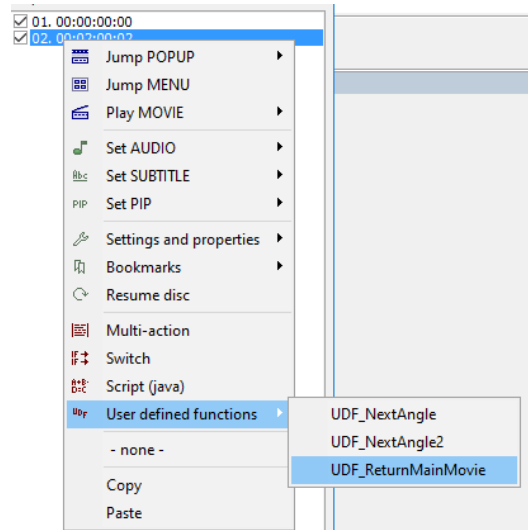 01. 00:00:00:00
02. 00:02:00:02
Jump POPUP
Jump MENU
Play MOVIE
Set AUDIO
Abc Set SUBTITLE
PIP Set PIP
Settings and properties
Bookmarks
Resume disc
Multi-action
IF IF Switch
A+B= D=C Script (java)
UDF User defined functions
UDF_NextAngle
UDF_NextAngle2
UDF_ReturnMainMovie
- none -
Copy
Paste